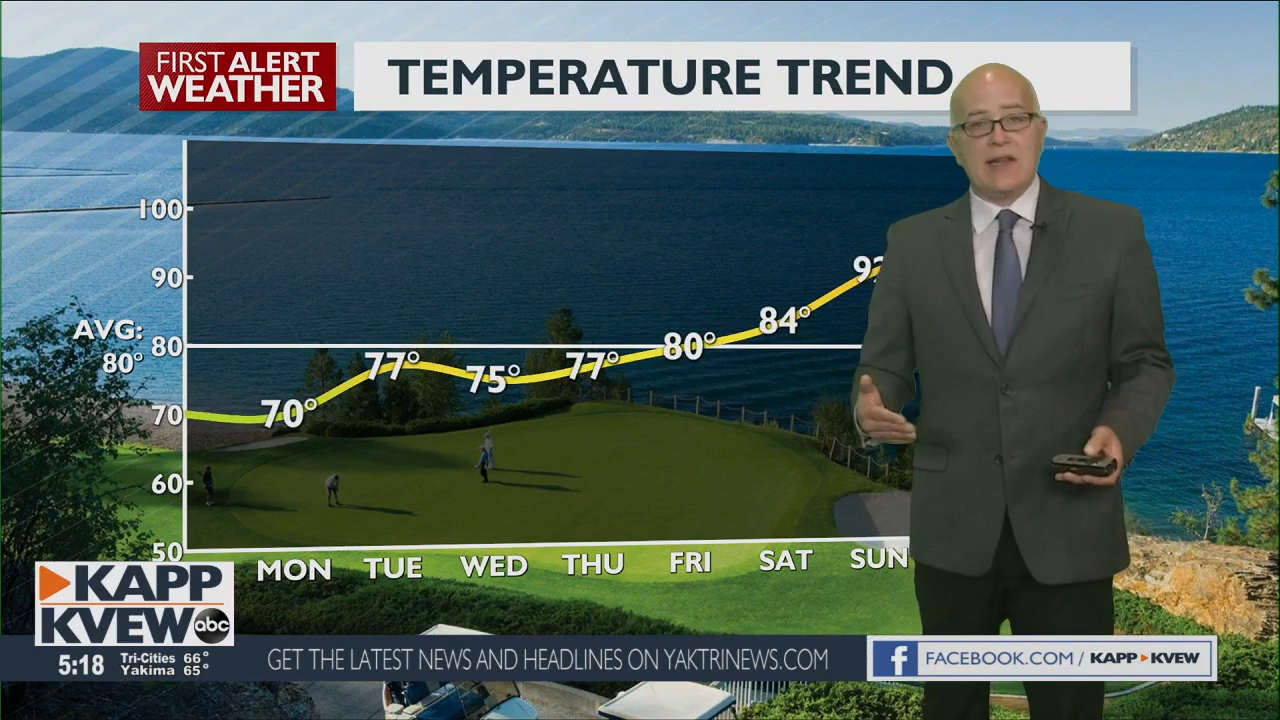 FIRST ALERT
WEATHER
TEMPERATURE TREND
100
90
AVG:
80°
80
70
60
50
70°
77°
75°
77°
80°
84°
MON TUE WED THU FRI SAT SUN
KAPP
KVEW abc
5:18
Tri-Cities 66°
Yakima 65°
GET THE LATEST NEWS AND HEADLINES ON YAKTRINEWS.COM
f FACEBOOK.COM / KAPP KVEW